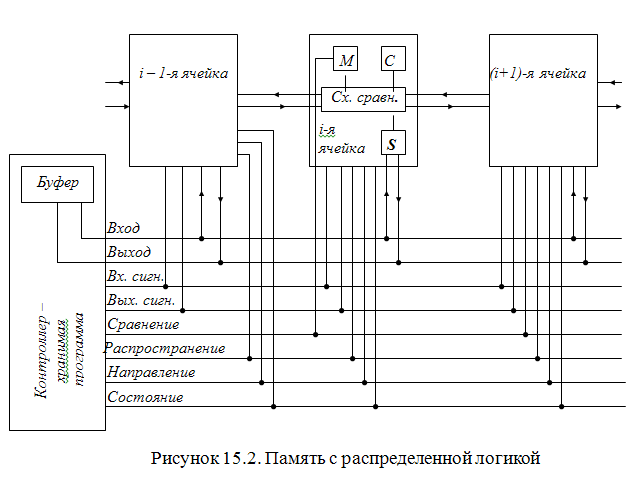 i – 1-я ячейка
M
C
(i+1)-я ячейка
Сх. сравн.
i-я
ячейка
S
Буфер
Контроллер –
хранимая
программа
Вход
Выход
Вх. сигн.
Вых. сигн.
Сравнение
Распространение
Направление
Состояние
Рисунок 15.2. Память с распределенной логикой